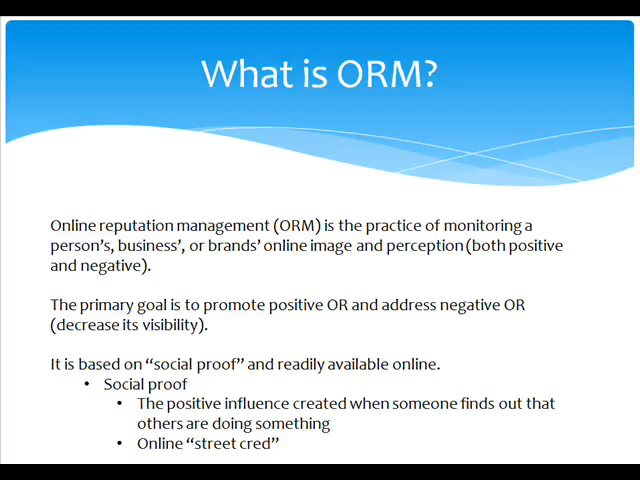 What is ORM?
Online reputation management (ORM) is the practice of monitoring a
person's, business', or brands' online image and perception (both positive
and negative).
The primary goal is to promote positive OR and address negative OR
(decrease its visibility).
It is based on “social proof” and readily available online.
• Social proof
• The positive influence created when someone finds out that
others are doing something
• Online “street cred”